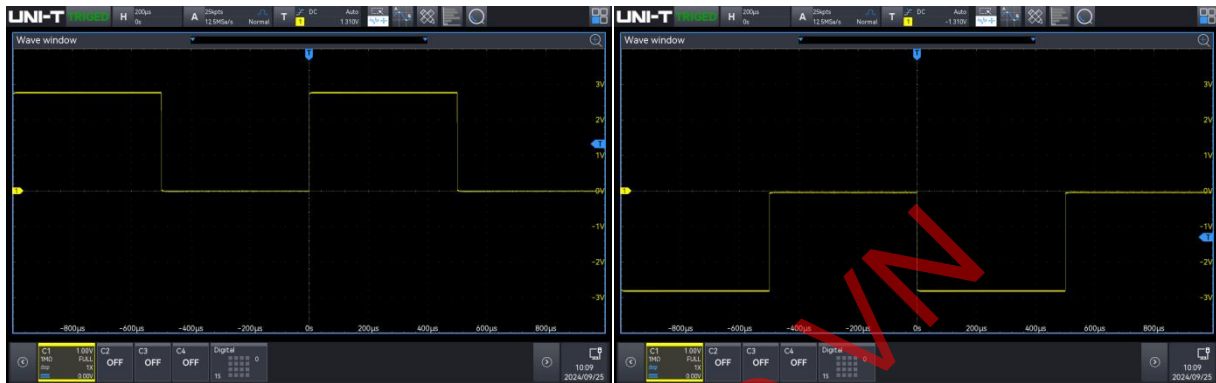 UNI-T TRIGED H 200µs 0s A 25kpts 12.5MSa/s Normal T 1 DC Auto 1.310V
Wave window
T
3V
2V
T
1V
1
0V
-1V
-2V
-3V
-800µs -600µs -400µs -200µs 0s 200µs 400µs 600µs 800µs
C1 1.00V 1MΩ FULL 1X 0.00V
C2 OFF
C3 OFF
C4 OFF
Digital 0 15
10:09
2024/09/25
UNI-T TRIGED H 200µs 0s A 25kpts 12.5MSa/s Normal T 1 DC Auto -1.310V
Wave window
T
3V
2V
1V
1
0V
-1V
T
-2V
-3V
-800µs -600µs -400µs -200µs 0s 200µs 400µs 600µs 800µs
C1 1.00V 1MΩ FULL 1X 0.00V
C2 OFF
C3 OFF
C4 OFF
Digital 0 15
10:09
2024/09/25
VN